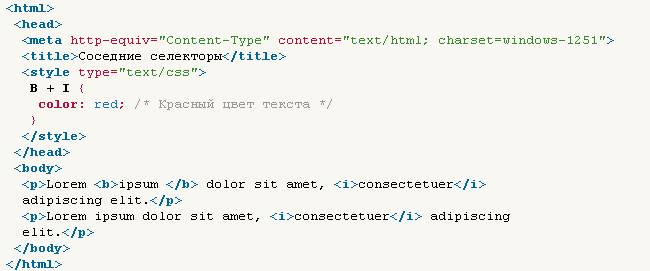 <html>
<head>
<meta http-equiv="Content-Type" content="text/html; charset=windows-1251">
<title>Соседние селекторы</title>
<style type="text/css">
B + I {
color: red; /* Красный цвет текста */
}
</style>
</head>
<body>
<p>Lorem <b>ipsum </b> dolor sit amet, <i>consectetuer</i>
adipiscing elit.</p>
<p>Lorem ipsum dolor sit amet, <i>consectetuer</i> adipiscing
elit.</p>
</body>
</html>